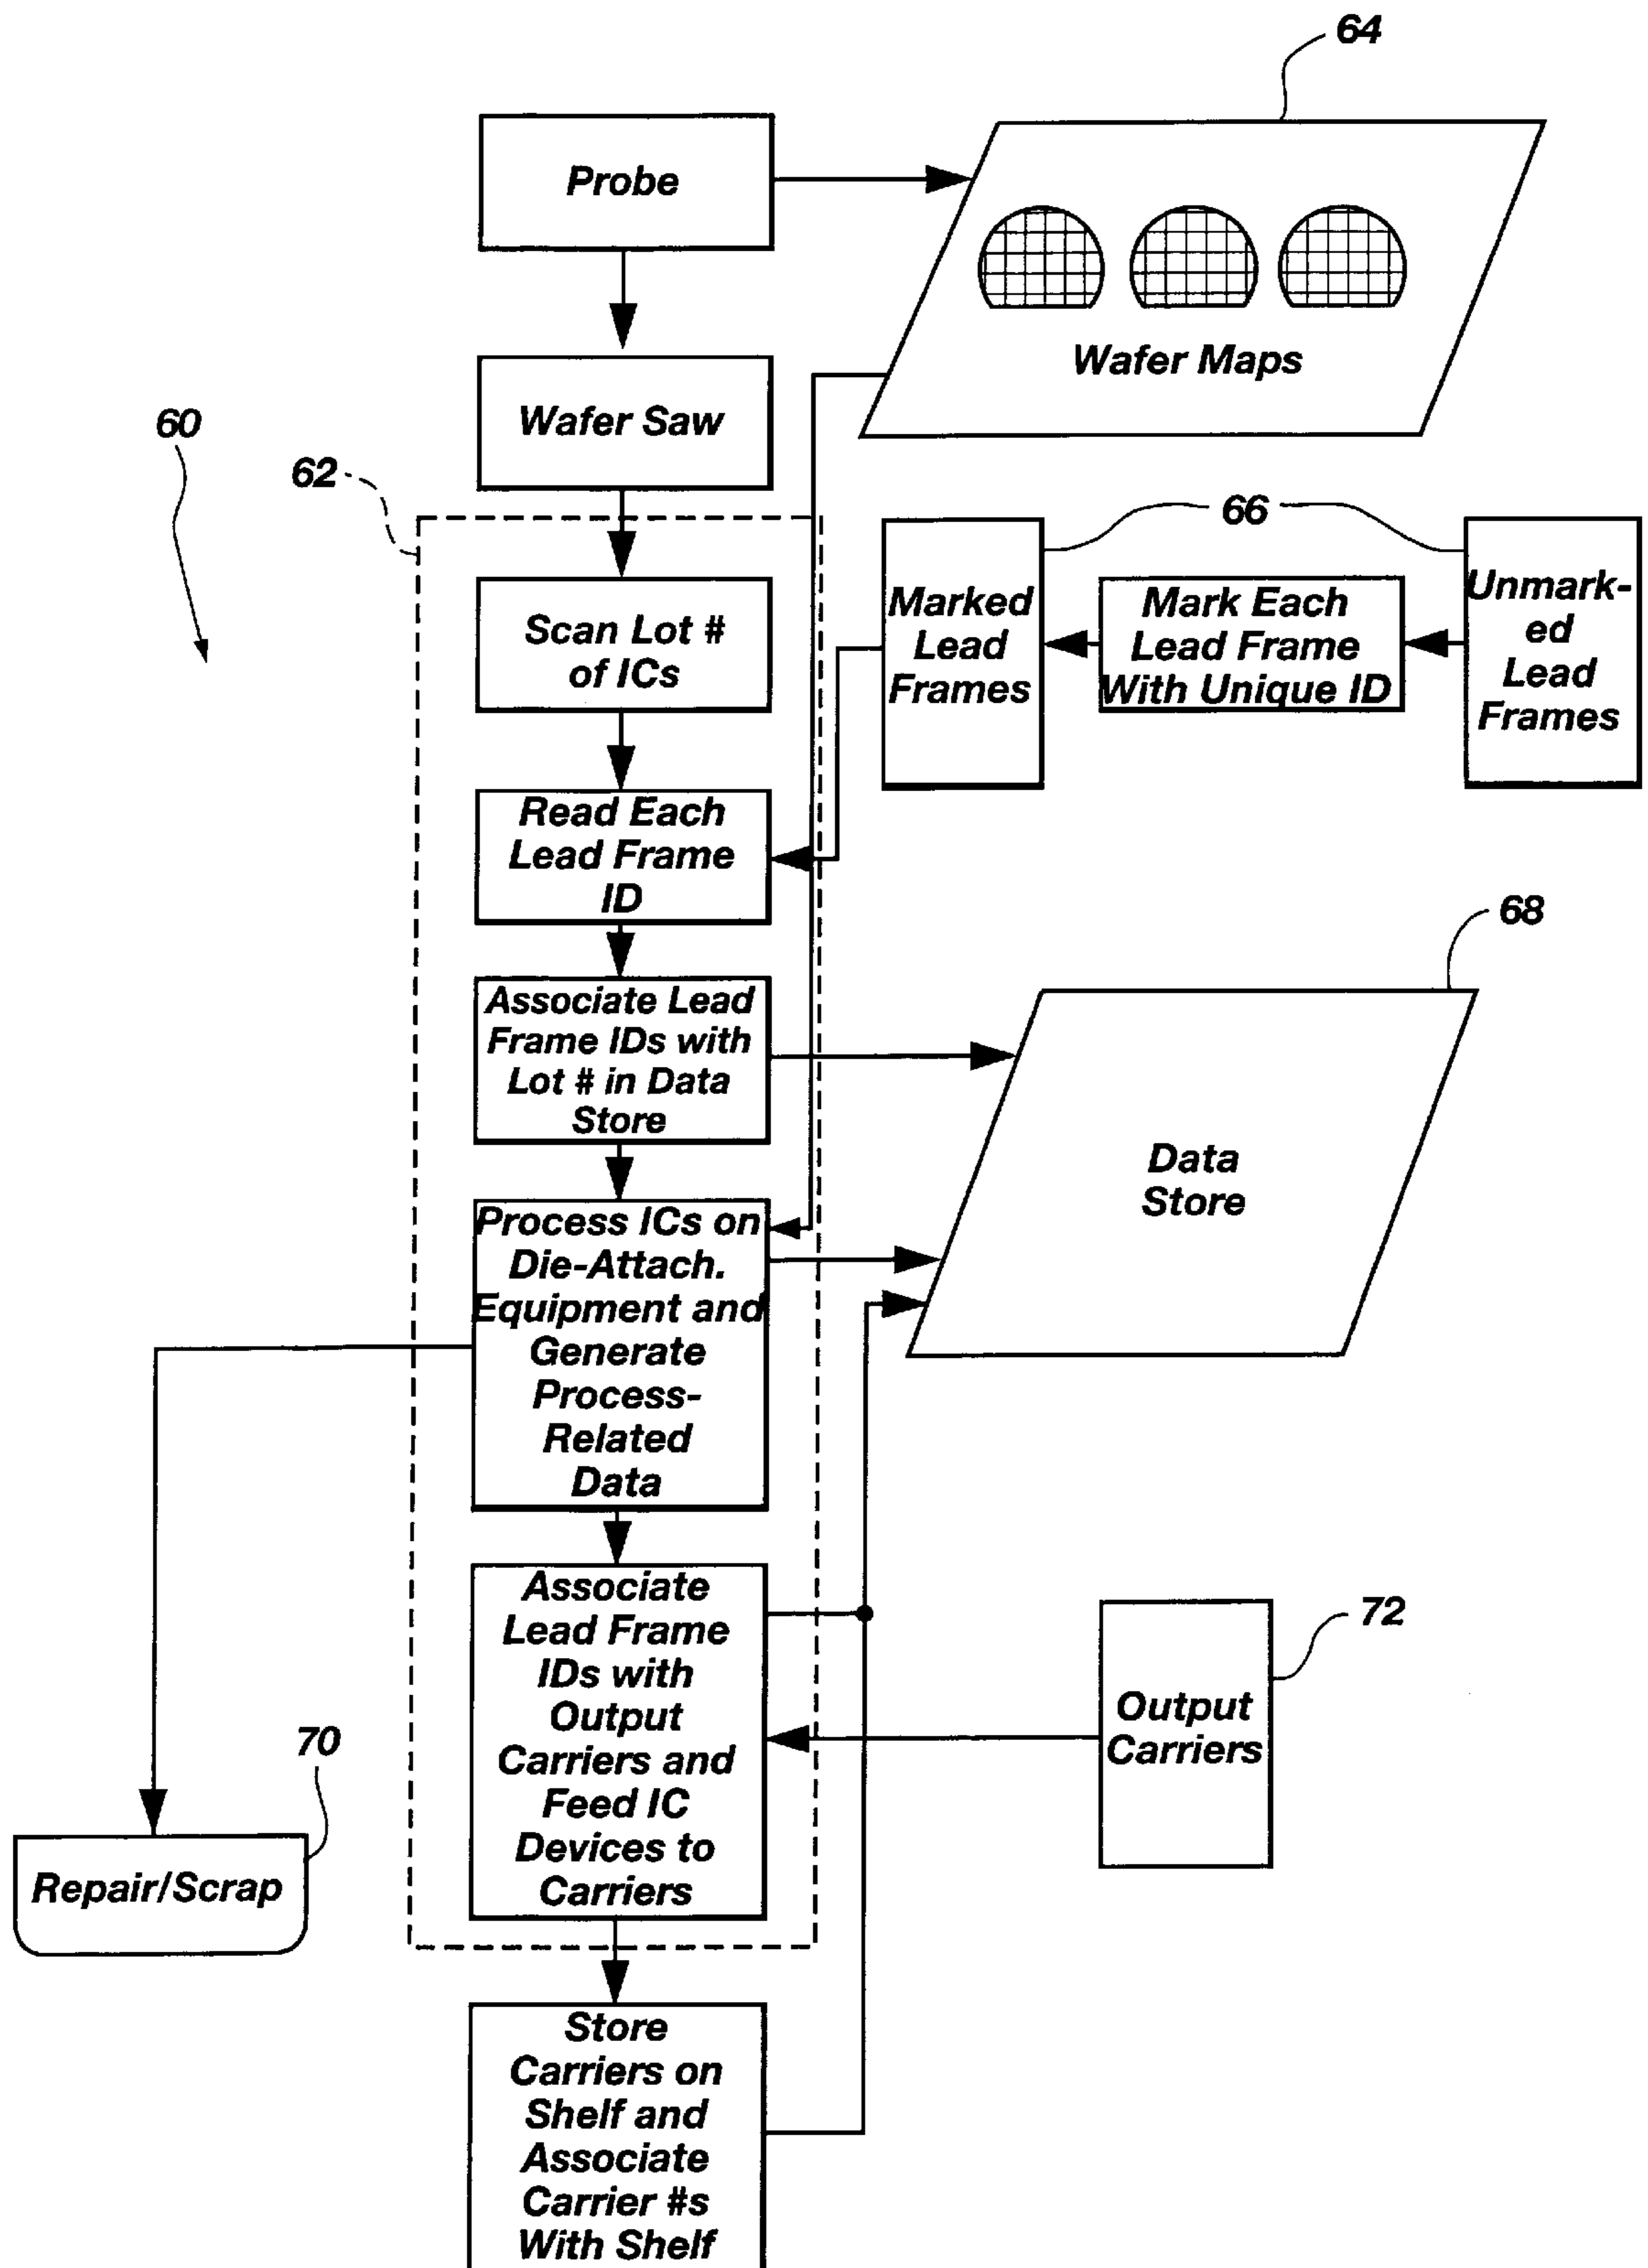 64
Probe
Wafer Maps
Wafer Saw
60
62
66
Marked
Lead
Frames
Mark Each
Lead Frame
With Unique ID
Unmark-
ed
Lead
Frames
Scan Lot #
of ICs
Read Each
Lead Frame
ID
68
Associate Lead
Frame IDs with
Lot # in Data
Store
Data
Store
Process ICs on
Die-Attach.
Equipment and
Generate
Process-
Related
Data
Associate
Lead Frame
IDs with
Output
Carriers and
Feed IC
Devices to
Carriers
72
Output
Carriers
70
Repair/Scrap
Store
Carriers on
Shelf and
Associate
Carrier #s
With Shelf